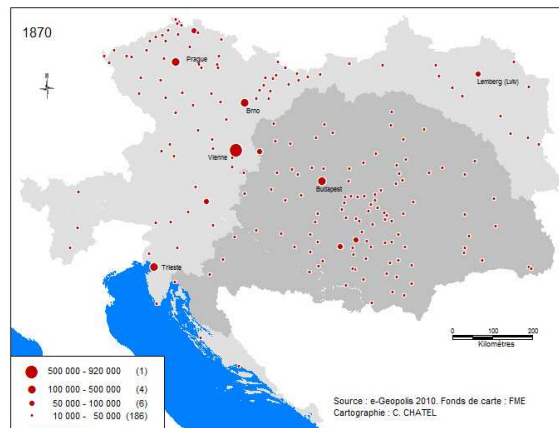 1870
Prague
Lemberg (Lviv)
Brno
Vienne
Budapest
Trieste
0 50 100 200
Kilomètres
500 000 - 920 000 (1)
100 000 - 500 000 (4)
50 000 - 100 000 (6)
10 000 - 50 000 (186)
Source : e-Geopolis 2010. Fonds de carte : FME
Cartographie : C. CHATEL